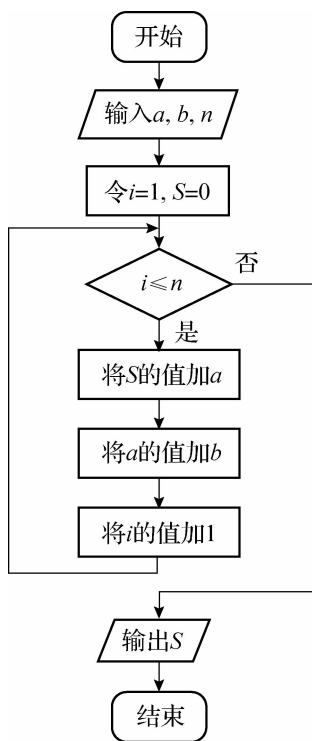 开始
输入a, b, n
令i=1, S=0
i≤n
否
是
将S的值加a
将a的值加b
将i的值加1
输出S
结束